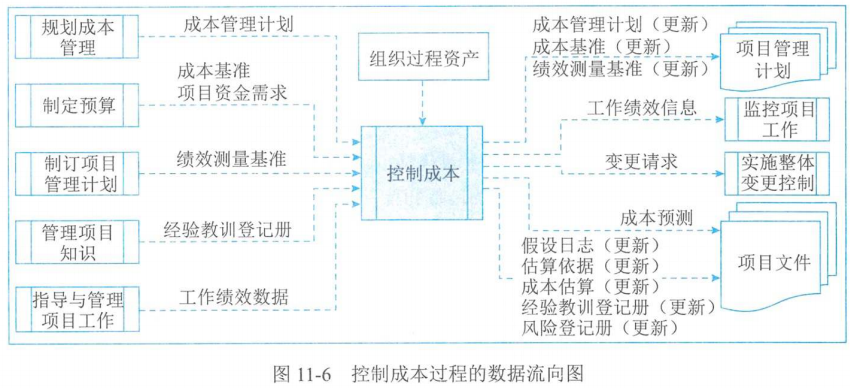 规划成本
管理
成本管理计划
制定预算
成本基准
项目资金需求
制订项目
管理计划
绩效测量基准
管理项目
知识
经验教训登记册
指导与管理
项目工作
工作绩效数据
组织过程资产
控制成本
成本管理计划（更新）
成本基准（更新）
绩效测量基准（更新）
项目管理
计划
工作绩效信息
监控项目
工作
变更请求
实施整体
变更控制
成本预测
假设日志（更新）
估算依据（更新）
成本估算（更新）
经验教训登记册（更新）
风险登记册（更新）
项目文件
图 11-6 控制成本过程的数据流向图